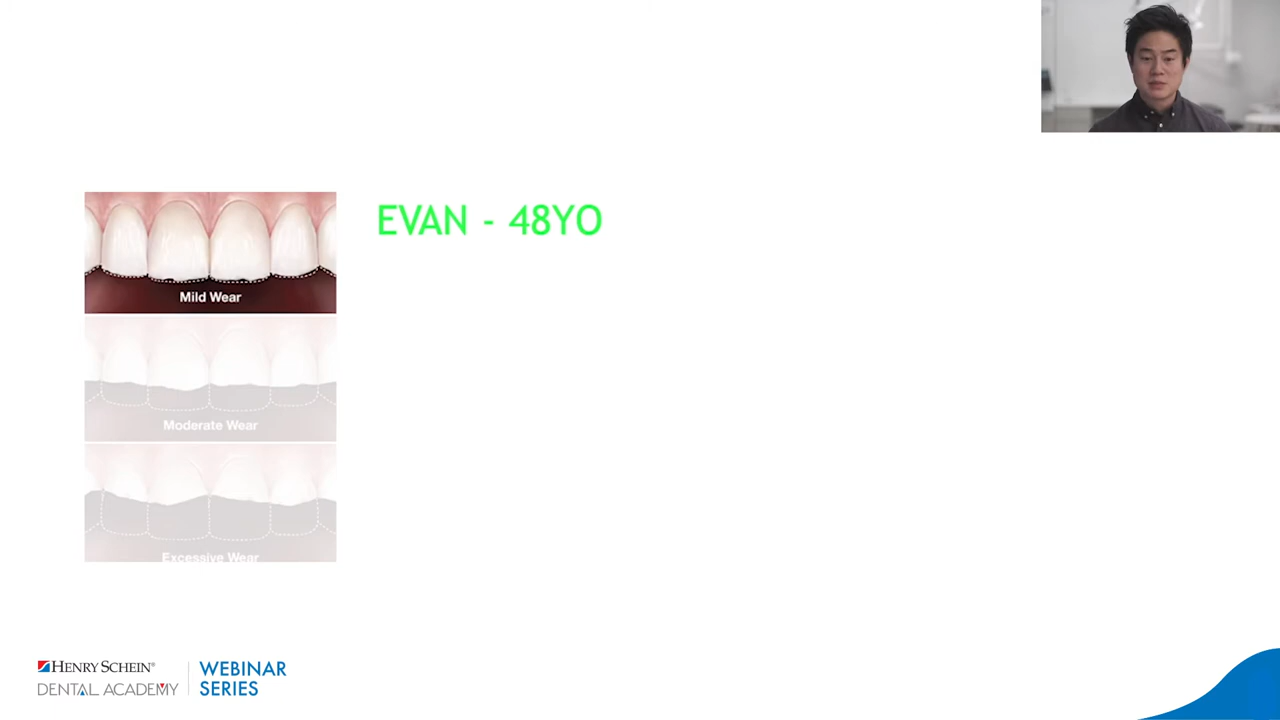 EVAN - 48YO
Mild Wear
Moderate Wear
Excessive Wear
HENRY SCHEIN®
DENTAL ACADEMY
WEBINAR
SERIES